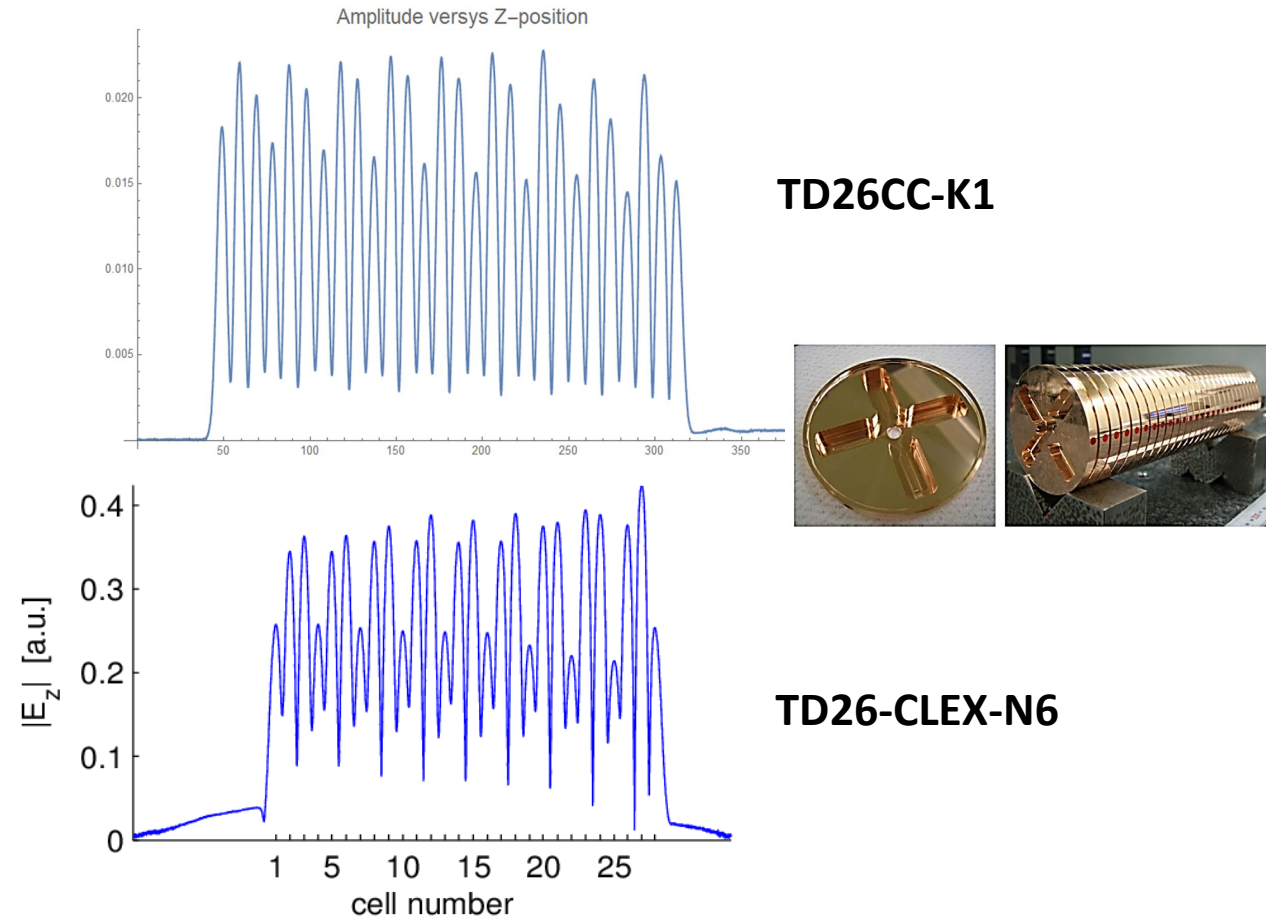 Amplitude versys Z−position
0.020
0.015
0.010
0.005
50 100 150 200 250 300 350
TD26CC-K1
|E_z| [a.u.]
0.4
0.3
0.2
0.1
0
1 5 10 15 20 25
cell number
TD26-CLEX-N6